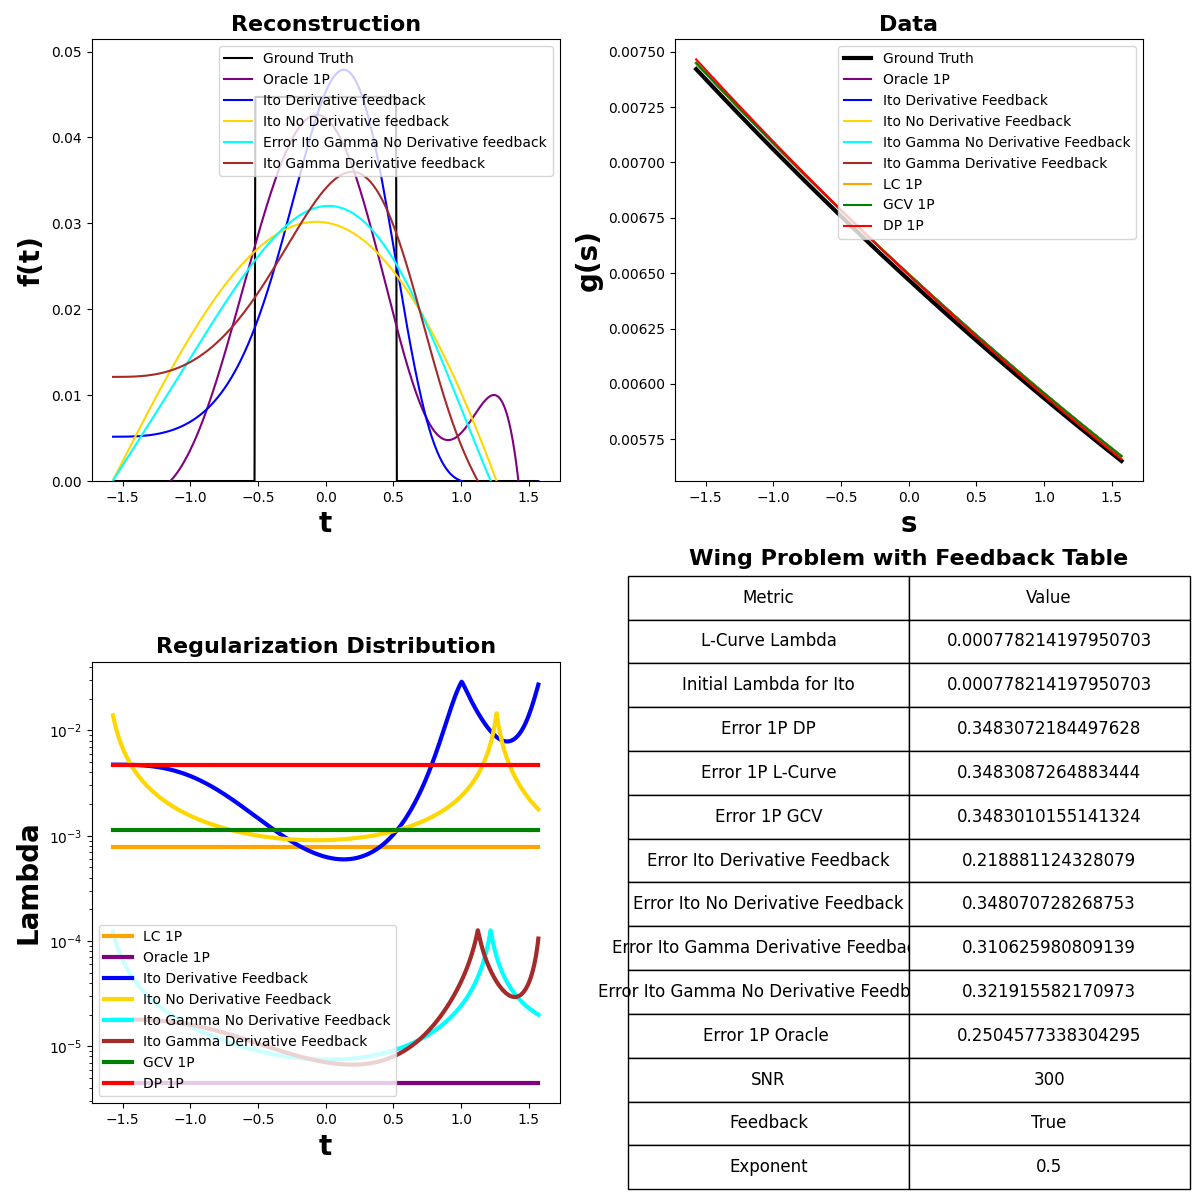 Reconstruction
Ground Truth
Oracle 1P
Ito Derivative feedback
Ito No Derivative feedback
Error Ito Gamma No Derivative feedback
Ito Gamma Derivative feedback
0.05
0.04
0.03
0.02
0.01
0.00
f(t)
−1.5 −1.0 −0.5 0.0 0.5 1.0 1.5
t
Data
Ground Truth
Oracle 1P
Ito Derivative Feedback
Ito No Derivative Feedback
Ito Gamma No Derivative Feedback
Ito Gamma Derivative Feedback
LC 1P
GCV 1P
DP 1P
0.00750
0.00725
0.00700
0.00675
0.00650
0.00625
0.00600
0.00575
g(s)
−1.5 −1.0 −0.5 0.0 0.5 1.0 1.5
s
Regularization Distribution
10−2
10−3
10−4
10−5
Lambda
LC 1P
Oracle 1P
Ito Derivative Feedback
Ito No Derivative Feedback
Ito Gamma No Derivative Feedback
Ito Gamma Derivative Feedback
GCV 1P
DP 1P
−1.5 −1.0 −0.5 0.0 0.5 1.0 1.5
t
Wing Problem with Feedback Table
Metric Value
L-Curve Lambda 0.000778214197950703
Initial Lambda for Ito 0.000778214197950703
Error 1P DP 0.3483072184497628
Error 1P L-Curve 0.3483087264883444
Error 1P GCV 0.3483010155141324
Error Ito Derivative Feedback 0.218881124328079
Error Ito No Derivative Feedback 0.348070728268753
Error Ito Gamma Derivative Feedbac 0.310625980809139
Error Ito Gamma No Derivative Feedb 0.321915582170973
Error 1P Oracle 0.2504577338304295
SNR 300
Feedback True
Exponent 0.5